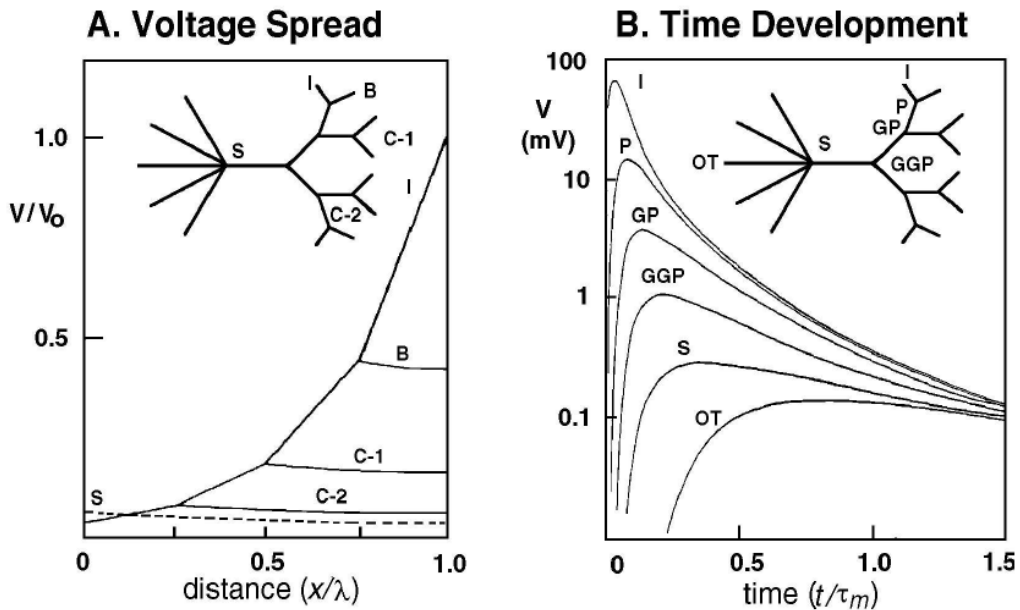 A. Voltage Spread
I
B
S
C-1
C-2
1.0
I
V/Vo
0.5
B
C-1
C-2
S
0
0.5
1.0
distance (x/λ)
B. Time Development
100
V
(mV)
10
1
0.1
I
P
GP
GGP
S
OT
I
P
GP
S
OT
GGP
0
0.5
1.0
1.5
time (t/τm)